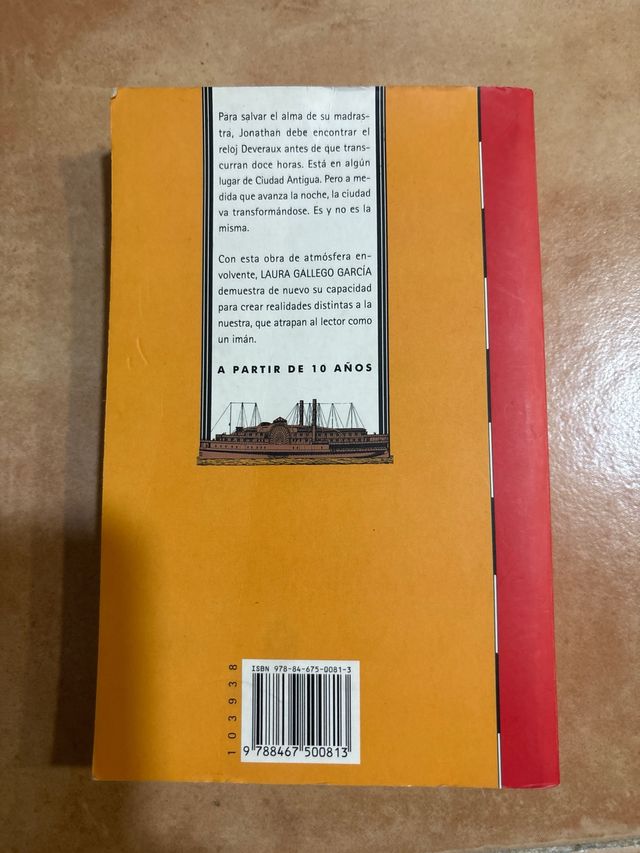 Para salvar el alma de su madras-
tra, Jonathan debe encontrar el
reloj Deveraux antes de que trans-
curran doce horas. Está en algún
lugar de Ciudad Antigua. Pero a me-
dida que avanza la noche, la ciudad
va transformándose. Es y no es la
misma.
Con esta obra de atmósfera en-
volvente, LAURA GALLEGO GARCÍA
demuestra de nuevo su capacidad
para crear realidades distintas a la
nuestra, que atrapan al lector como
un imán.
A PARTIR DE 10 AÑOS
103938
ISBN 978-84-675-0081-3
9 788467 500813